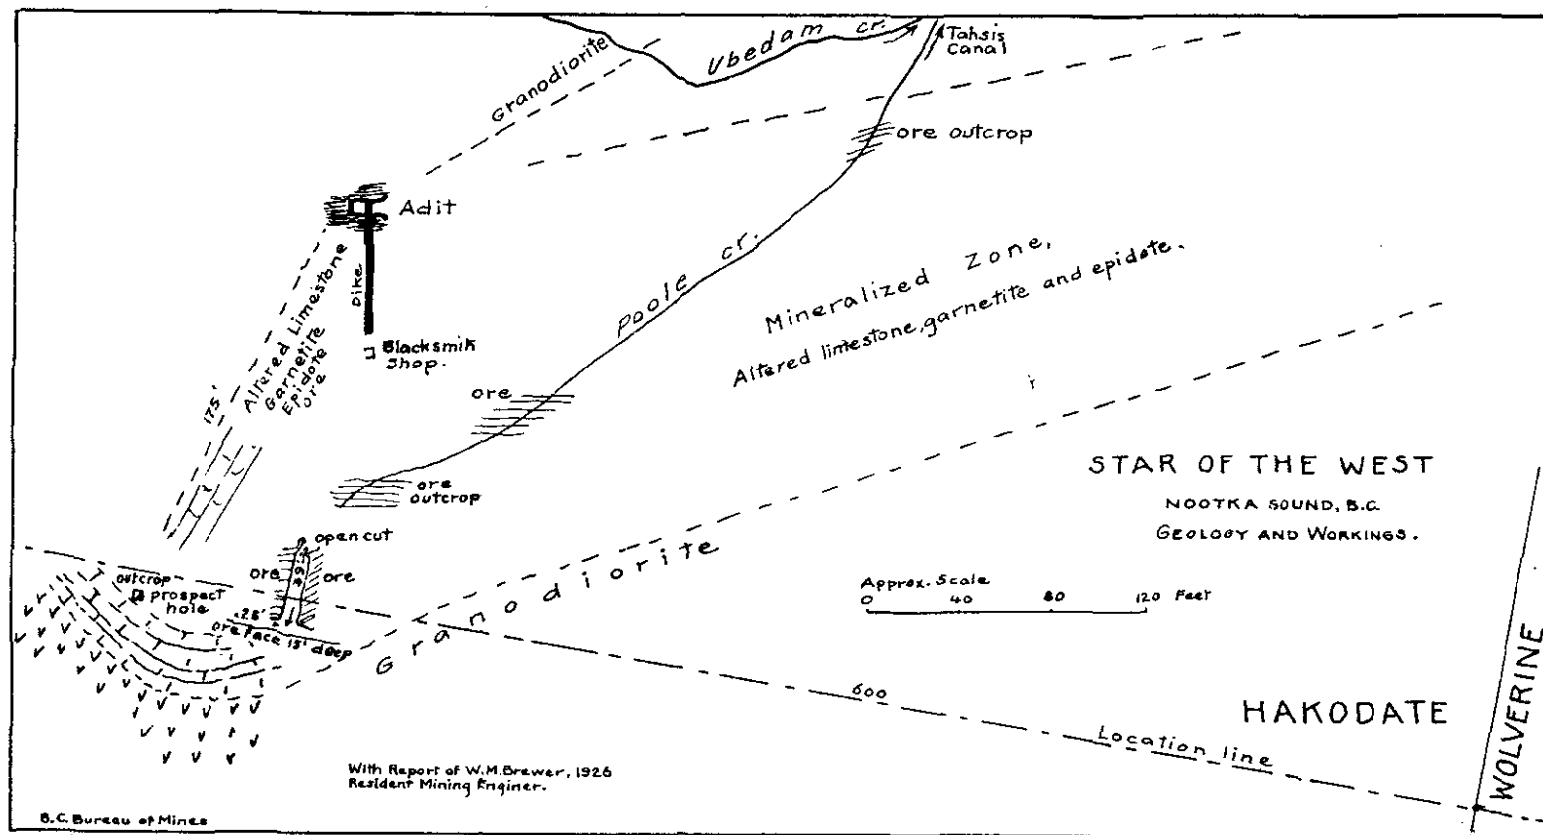 Ubedam cr.
Tahsis
Canal
Granodiorite
ore outcrop
Adit
Poole cr.
Mineralized Zone,
Altered limestone, garnetite and epidote.
Dike
Blacksmith
Shop.
175'
Altered Limestone
Garnetite
Epidote
Ore
ore
ore
outcrop
STAR OF THE WEST
NOOTKA SOUND, B.C.
GEOLOGY AND WORKINGS.
open cut
ore
ore
outcrop
prospect
hole
25'
ore face 15' deep
Granodiorite
Approx. Scale
0 40 80 120 Feet
600
HAKODATE
Location line
WOLVERINE
With Report of W.M.Brewer, 1926
Resident Mining Enginer.
B.C. Bureau of Mines